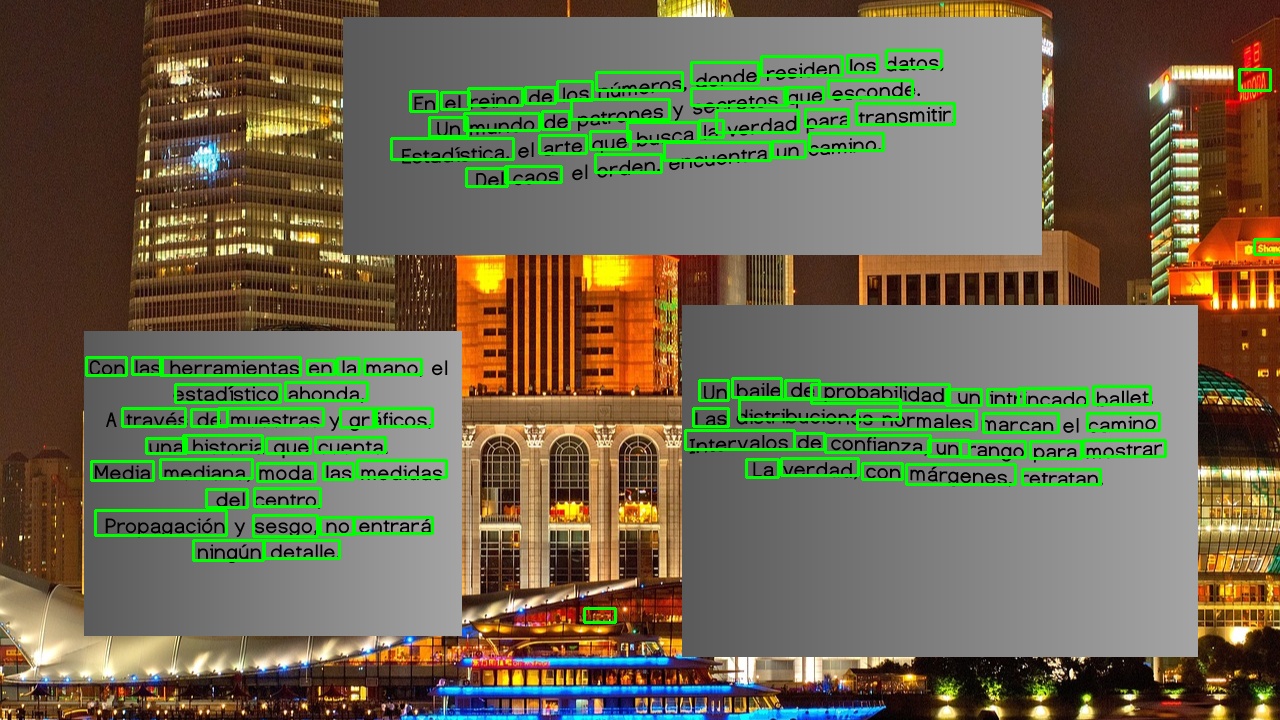 En el reino de los números, donde residen los datos,
Un mundo de patrones y secretos que esconde.
Estadística, el arte que busca la verdad para transmitir
Del caos el orden, encuentra un camino.
Con las herramientas en la mano, el
estadístico ahonda,
A través de muestras y gráficos,
una historia que cuenta.
Media, mediana, moda, las medidas
del centro,
Propagación y sesgo, no entrará
ningún detalle.
Un baile de probabilidad, un intrincado ballet,
Las distribuciones normales marcan el camino
Intervalos de confianza, un rango para mostrar
La verdad, con márgenes, retratan.